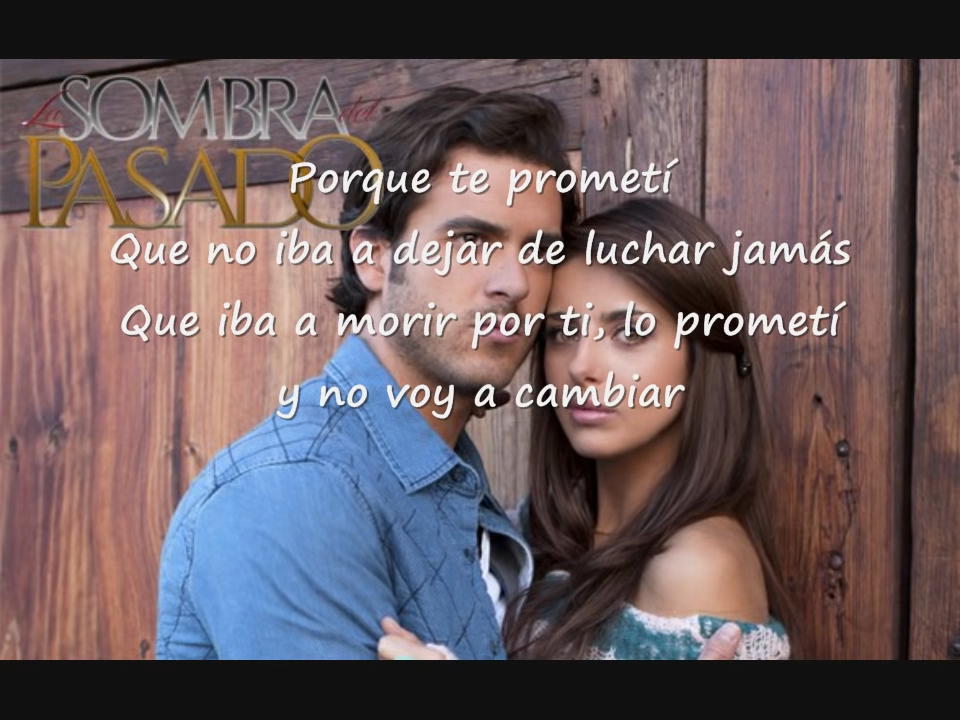 La SOMBRA del
PASADO
Porque te prometí
Que no iba a dejar de luchar jamás
Que iba a morir por ti, lo prometí
y no voy a cambiar